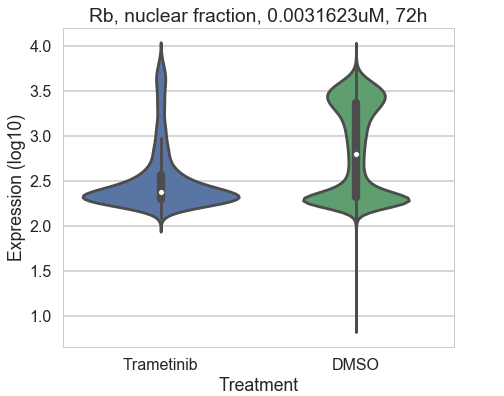 Rb, nuclear fraction, 0.0031623uM, 72h
Expression (log10)
4.0
3.5
3.0
2.5
2.0
1.5
1.0
Trametinib DMSO
Treatment